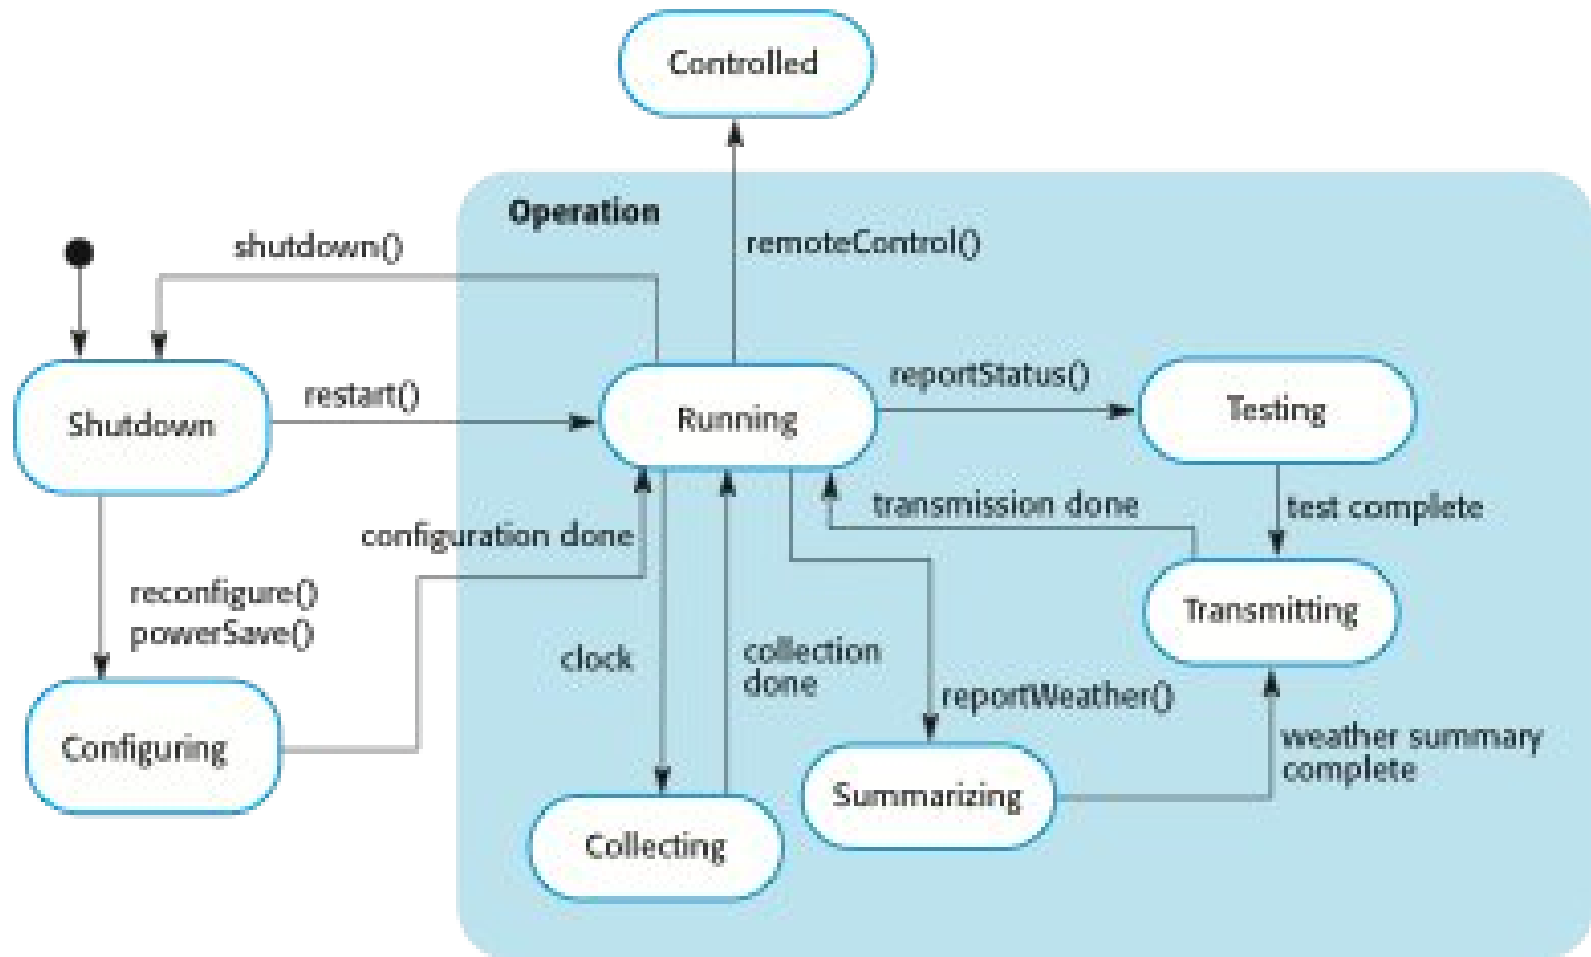 Controlled
Operation
shutdown()
remoteControl()
restart()
reportStatus()
Shutdown
Running
Testing
configuration done
transmission done
test complete
reconfigure()
powerSave()
clock
collection
done
Transmitting
reportWeather()
Configuring
weather summary
complete
Summarizing
Collecting